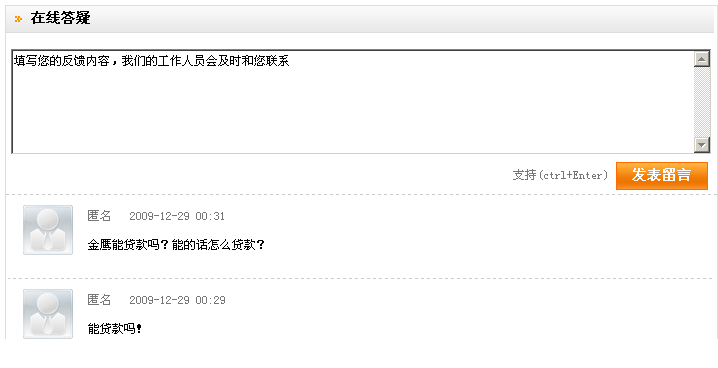 在线答疑
填写您的反馈内容，我们的工作人员会及时和您联系
支持(ctrl+Enter) 发表留言
匿名 2009-12-29 00:31
金鹰能贷款吗？能的话怎么贷款？
匿名 2009-12-29 00:29
能贷款吗！